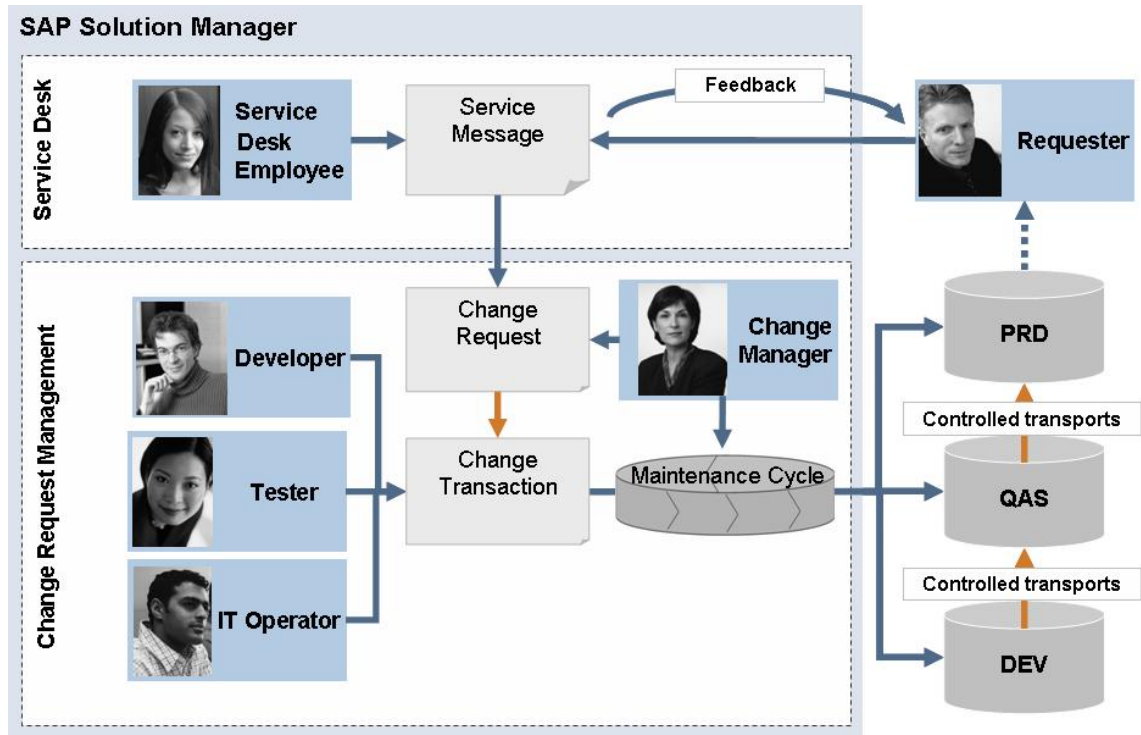 SAP Solution Manager
Service Desk
Service
Desk
Employee
Service
Message
Feedback
Requester
Change Request Management
Developer
Tester
IT Operator
Change
Request
Change
Manager
Change
Transaction
Maintenance Cycle
PRD
Controlled transports
QAS
Controlled transports
DEV